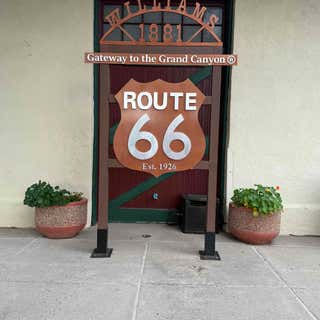 WILLIAMS
1881
Gateway to the Grand Canyon®
ROUTE
66
Est. 1926